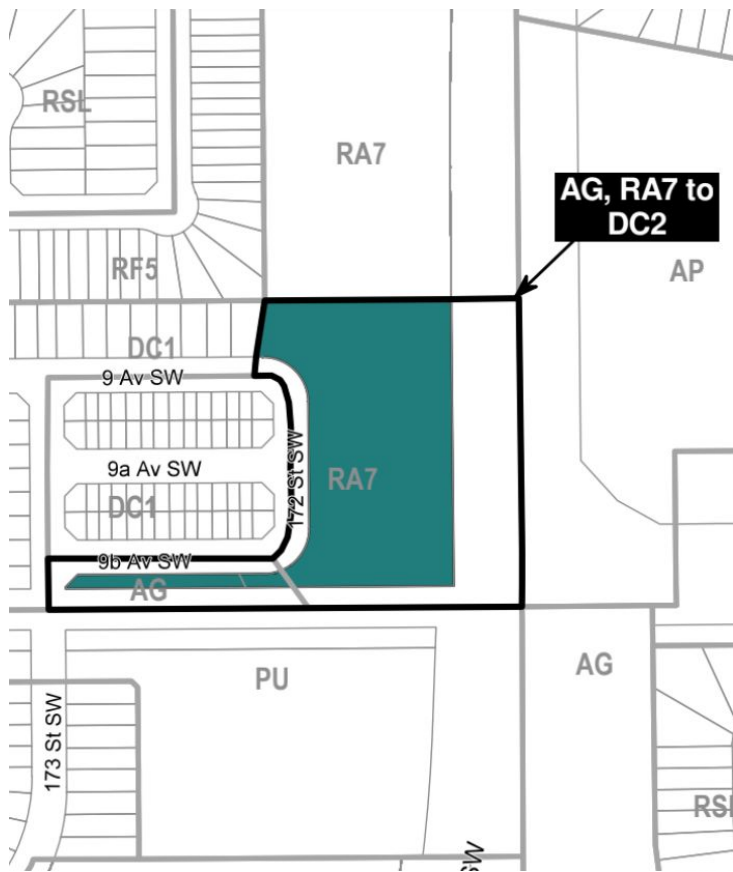 RSL
RA7
AG, RA7 to
DC2
RF5
AP
DC1
9 Av SW
9a Av SW
172 St SW
RA7
DC1
9b Av SW
AG
PU
AG
173 St SW
SW